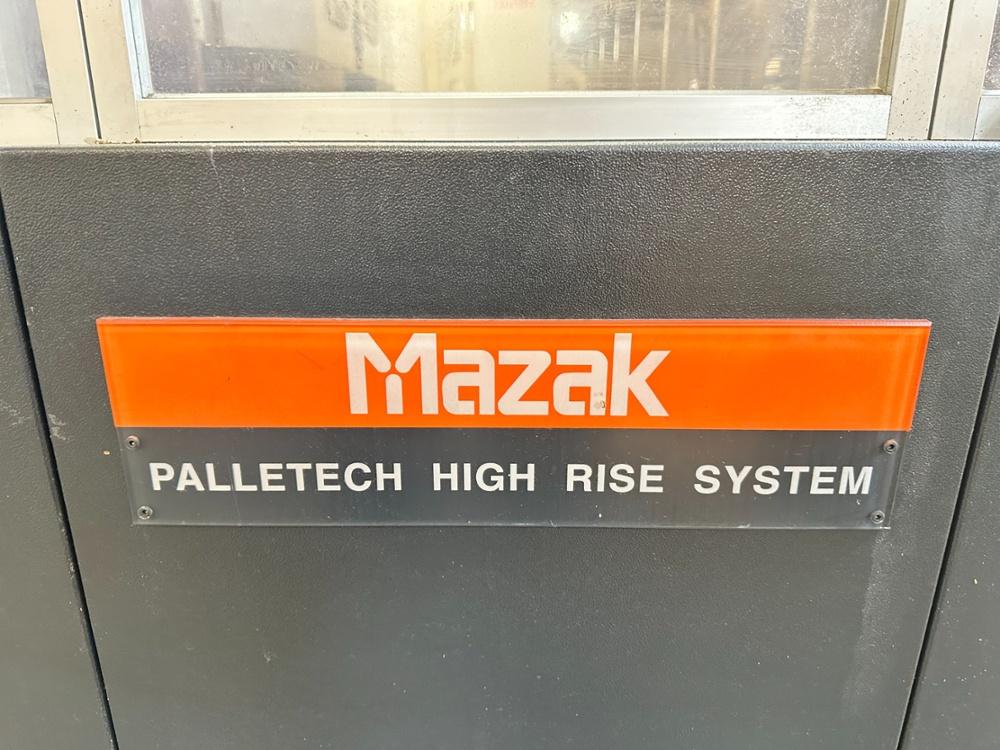 Mazak
PALLETECH HIGH RISE SYSTEM